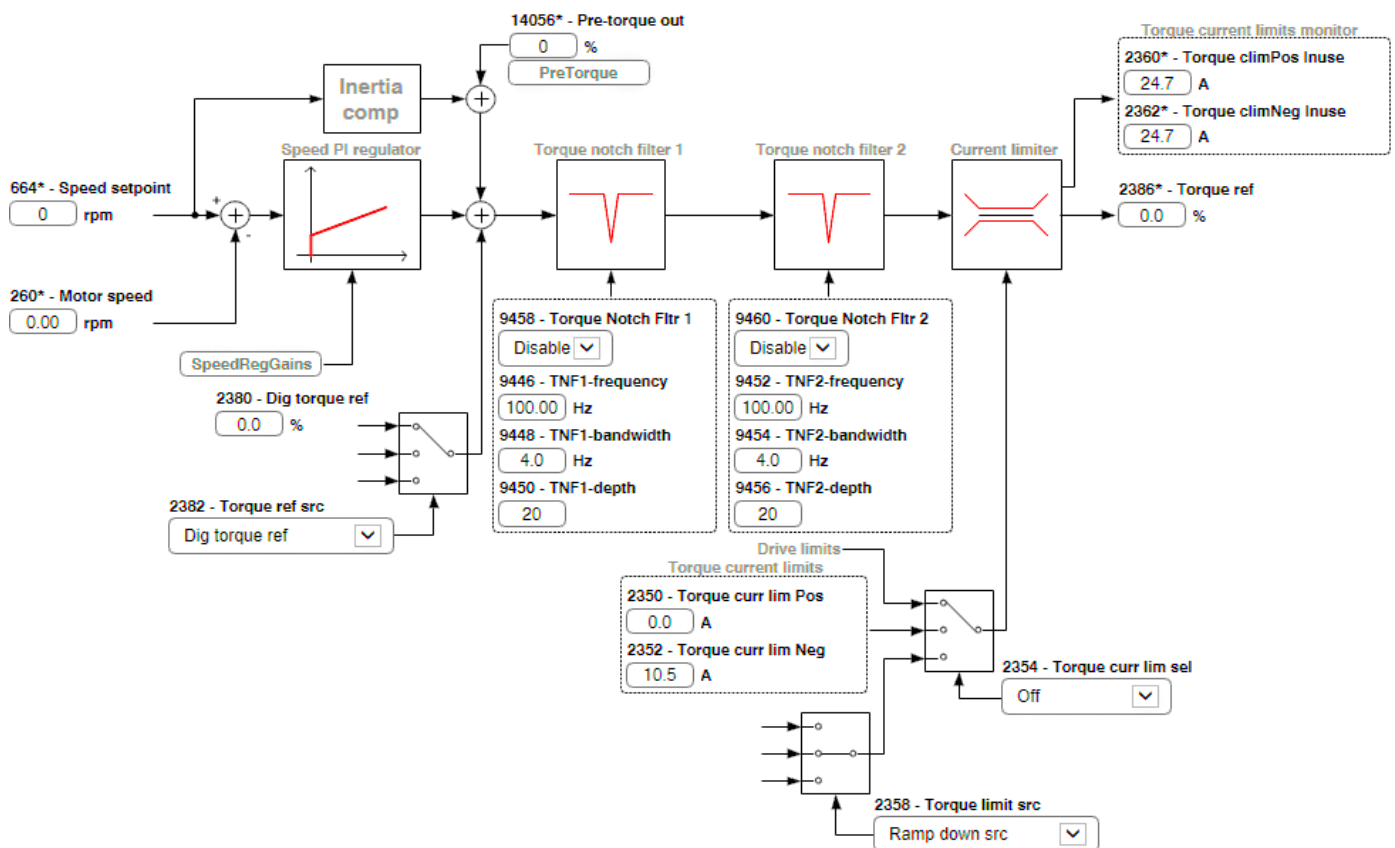 14056* - Pre-torque out
0 %
PreTorque
Torque current limits monitor
2360* - Torque climPos Inuse
24.7 A
2362* - Torque climNeg Inuse
24.7 A
Inertia
comp
Speed PI regulator
Torque notch filter 1
Torque notch filter 2
Current limiter
664* - Speed setpoint
0 rpm
+
-
2386* - Torque ref
0.0 %
260* - Motor speed
0.00 rpm
SpeedRegGains
2380 - Dig torque ref
0.0 %
2382 - Torque ref src
Dig torque ref
9458 - Torque Notch Fltr 1
Disable
9446 - TNF1-frequency
100.00 Hz
9448 - TNF1-bandwidth
4.0 Hz
9450 - TNF1-depth
20
9460 - Torque Notch Fltr 2
Disable
9452 - TNF2-frequency
100.00 Hz
9454 - TNF2-bandwidth
4.0 Hz
9456 - TNF2-depth
20
Drive limits
Torque current limits
2350 - Torque curr lim Pos
0.0 A
2352 - Torque curr lim Neg
10.5 A
2354 - Torque curr lim sel
Off
2358 - Torque limit src
Ramp down src